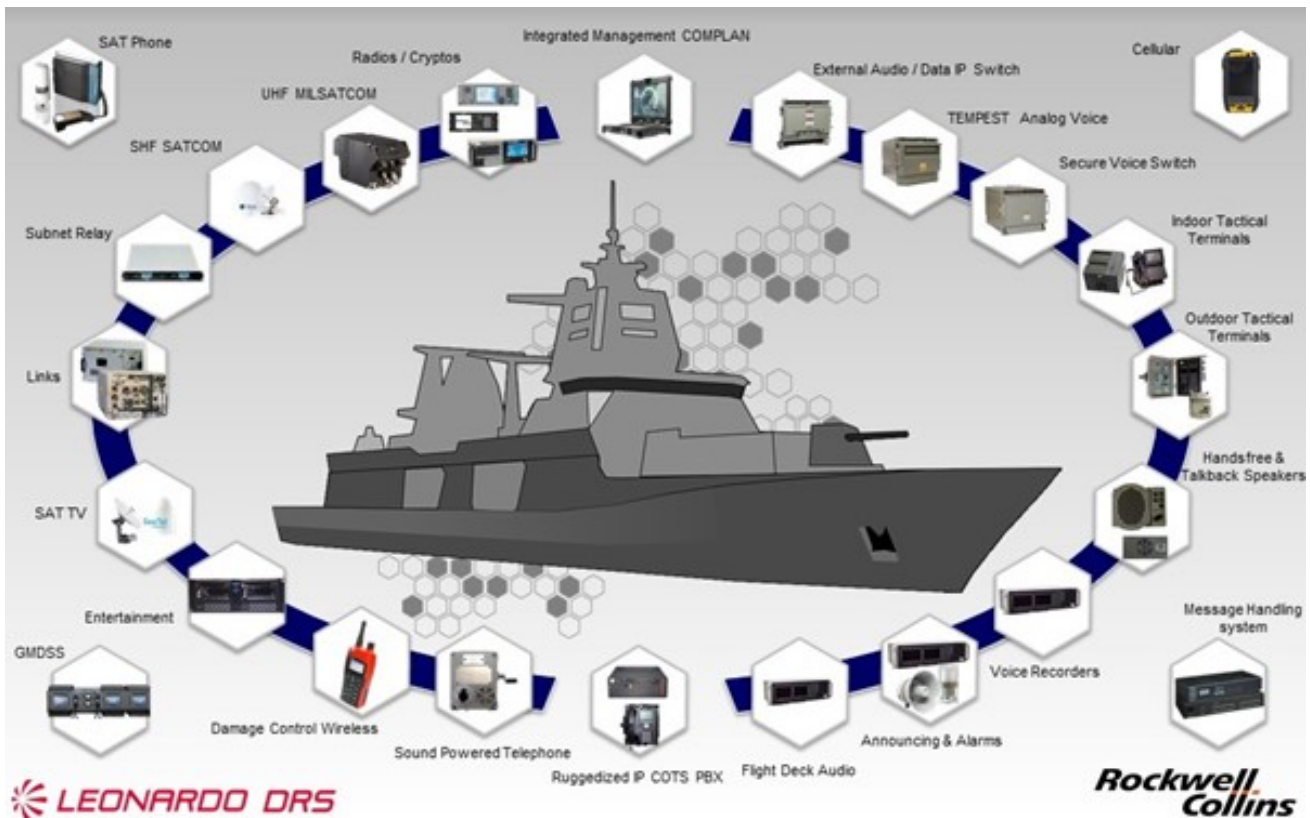 SAT Phone
Radios / Cryptos
Integrated Management COMPLAN
External Audio / Data IP Switch
Cellular
UHF MILSATCOM
TEMPEST Analog Voice
SHF SATCOM
Secure Voice Switch
Subnet Relay
Indoor Tactical
Terminals
Outdoor Tactical
Terminals
Links
Handsfree &
Talkback Speakers
SAT TV
Entertainment
Message Handling
system
GMDSS
Voice Recorders
Damage Control Wireless
Announcing & Alarms
Sound Powered Telephone
Flight Deck Audio
Ruggedized IP COTS PBX
LEONARDO DRS
Rockwell
Collins